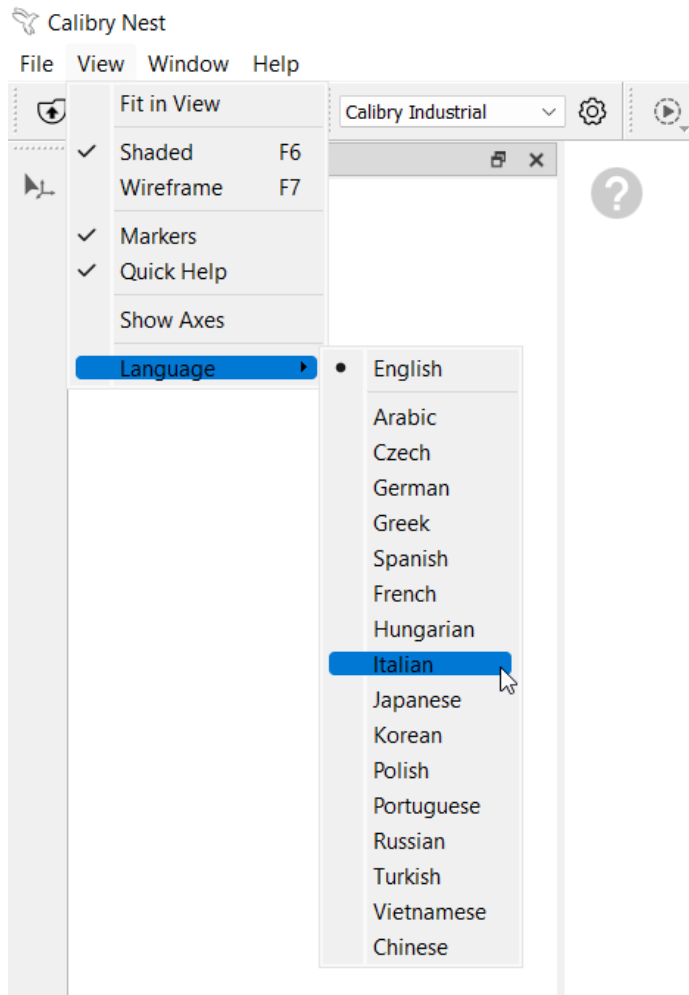 Calibry Nest
File View Window Help
Calibry Industrial
Fit in View
Shaded F6
Wireframe F7
Markers
Quick Help
Show Axes
Language
English
Arabic
Czech
German
Greek
Spanish
French
Hungarian
Italian
Japanese
Korean
Polish
Portuguese
Russian
Turkish
Vietnamese
Chinese